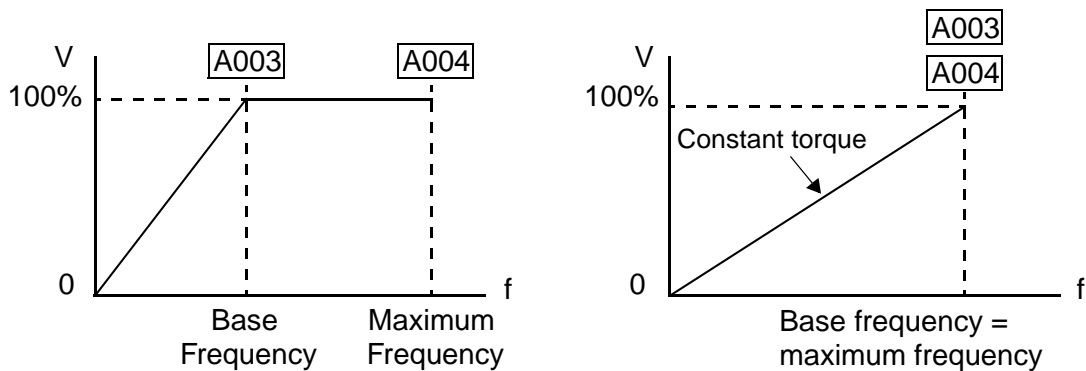 V
A003
A004
100%
0
f
Base
Frequency
Maximum
Frequency
A003
A004
V
100%
Constant torque
0
f
Base frequency =
maximum frequency